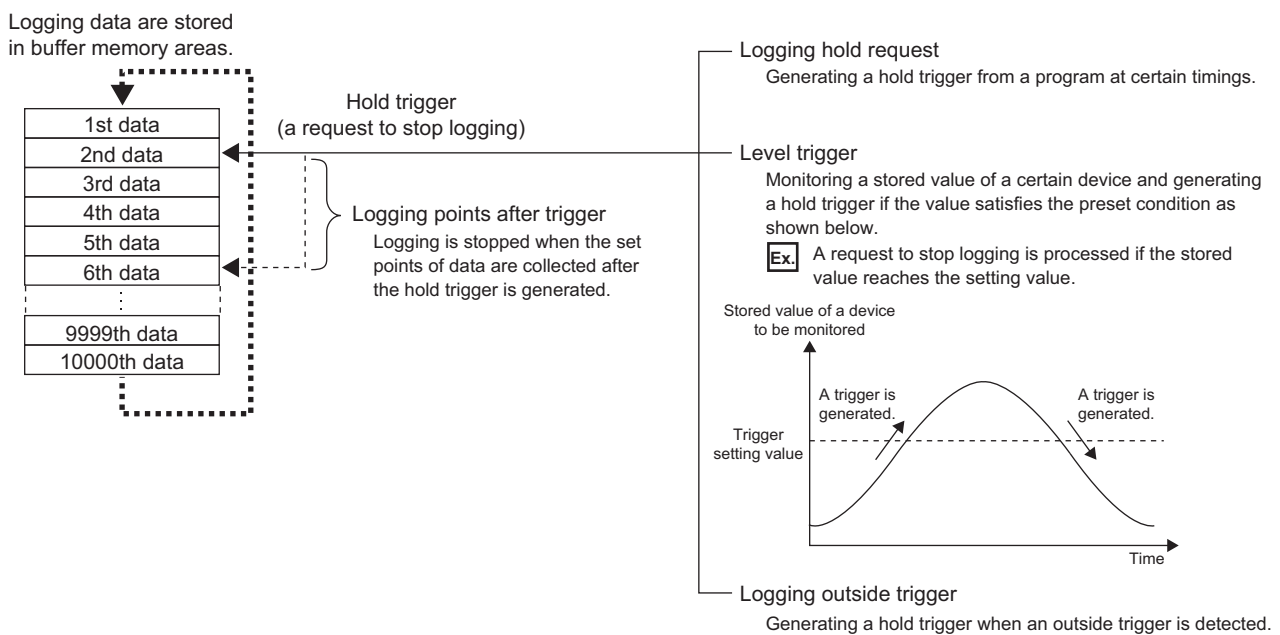 Logging data are stored
in buffer memory areas.
1st data
2nd data
3rd data
4th data
5th data
6th data
9999th data
10000th data
Hold trigger
(a request to stop logging)
Logging points after trigger
Logging is stopped when the set
points of data are collected after
the hold trigger is generated.
Logging hold request
Generating a hold trigger from a program at certain timings.
Level trigger
Monitoring a stored value of a certain device and generating
a hold trigger if the value satisfies the preset condition as
shown below.
Ex. A request to stop logging is processed if the stored
value reaches the setting value.
Stored value of a device
to be monitored
A trigger is
generated.
A trigger is
generated.
Trigger
setting value
Time
Logging outside trigger
Generating a hold trigger when an outside trigger is detected.